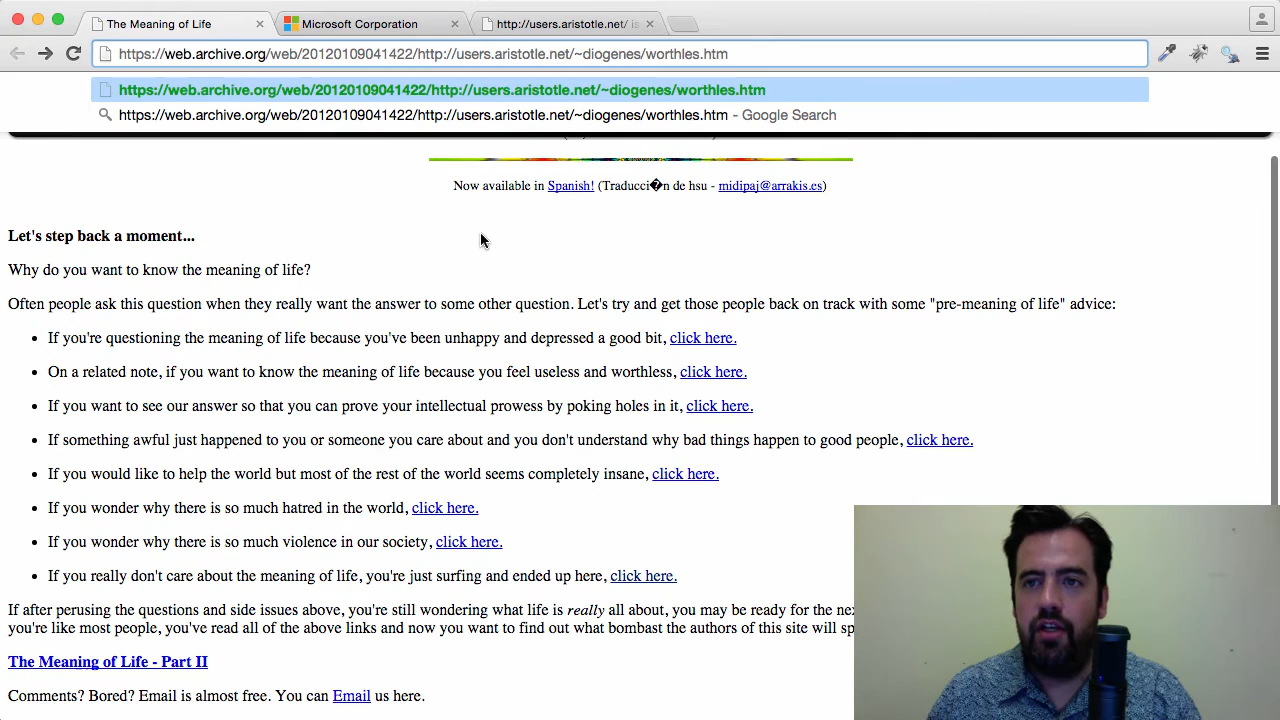 The Meaning of Life
Microsoft Corporation
http://users.aristotle.net/ is
https://web.archive.org/web/20120109041422/http://users.aristotle.net/~diogenes/worthles.htm
https://web.archive.org/web/20120109041422/http://users.aristotle.net/~diogenes/worthles.htm
https://web.archive.org/web/20120109041422/http://users.aristotle.net/~diogenes/worthles.htm - Google Search
Now available in Spanish! (Traducci�n de hsu - midipaj@arrakis.es)
Let's step back a moment...
Why do you want to know the meaning of life?
Often people ask this question when they really want the answer to some other question. Let's try and get those people back on track with some "pre-meaning of life" advice:
• If you're questioning the meaning of life because you've been unhappy and depressed a good bit, click here.
• On a related note, if you want to know the meaning of life because you feel useless and worthless, click here.
• If you want to see our answer so that you can prove your intellectual prowess by poking holes in it, click here.
• If something awful just happened to you or someone you care about and you don't understand why bad things happen to good people, click here.
• If you would like to help the world but most of the rest of the world seems completely insane, click here.
• If you wonder why there is so much hatred in the world, click here.
• If you wonder why there is so much violence in our society, click here.
• If you really don't care about the meaning of life, you're just surfing and ended up here, click here.
If after perusing the questions and side issues above, you're still wondering what life is really all about, you may be ready for the
you're like most people, you've read all of the above links and now you want to find out what bombast the authors of this site will
The Meaning of Life - Part II
Comments? Bored? Email is almost free. You can Email us here.